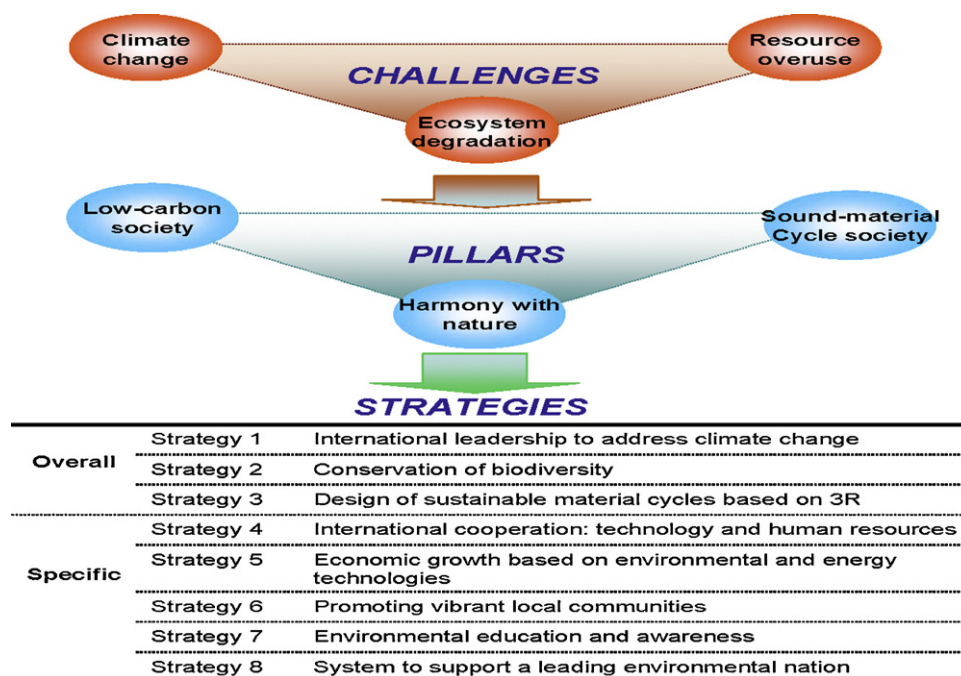 Climate
change
Resource
overuse
CHALLENGES
Ecosystem
degradation
Low-carbon
society
Sound-material
Cycle society
PILLARS
Harmony with
nature
STRATEGIES
Overall
Strategy 1 International leadership to address climate change
Strategy 2 Conservation of biodiversity
Strategy 3 Design of sustainable material cycles based on 3R
Specific
Strategy 4 International cooperation: technology and human resources
Strategy 5 Economic growth based on environmental and energy
technologies
Strategy 6 Promoting vibrant local communities
Strategy 7 Environmental education and awareness
Strategy 8 System to support a leading environmental nation